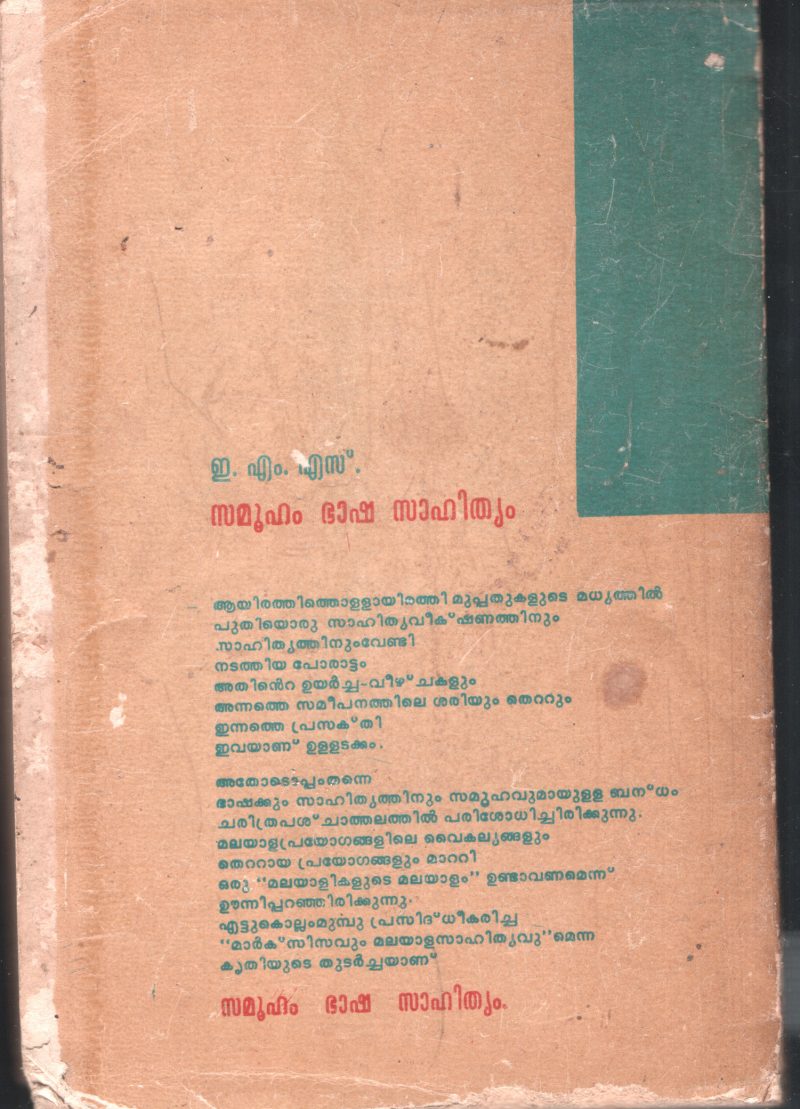 ഇ. എം. എസ്.
സമൂഹം ഭാഷ സാഹിത്യം
ആയിരത്തിത്തൊള്ളായിരത്തി മുപ്പതുകളുടെ മധ്യത്തിൽ
പുതിയൊരു സാഹിത്യവീക്ഷണത്തിനും
സാഹിത്യത്തിനുംവേണ്ടി
നടത്തിയ പോരാട്ടം
അതിൻെറ ഉയർച്ച-വീഴ്ചകളും
അന്നത്തെ സമീപനത്തിലെ ശരിയും തെററും
ഇന്നത്തെ പ്രസക്തി
ഇവയാണ് ഉള്ളടക്കം.
അതോടൊപ്പംതന്നെ
ഭാഷക്കും സാഹിത്യത്തിനും സമൂഹവുമായുള്ള ബന്ധം
ചരിത്രപശ്ചാത്തലത്തിൽ പരിശോധിച്ചിരിക്കുന്നു.
മലയാളപ്രയോഗങ്ങളിലെ വൈകല്യങ്ങളും
തെററായ പ്രയോഗങ്ങളും മാററി
ഒരു “മലയാളികളുടെ മലയാളം” ഉണ്ടാവണമെന്ന്
ഊന്നിപ്പറഞ്ഞിരിക്കുന്നു.
എട്ടുകൊല്ലംമുമ്പു പ്രസിദ്ധീകരിച്ച
“മാർക്സിസവും മലയാളസാഹിത്യവു”മെന്ന
കൃതിയുടെ തുടർച്ചയാണ്
സമൂഹം ഭാഷ സാഹിത്യം.